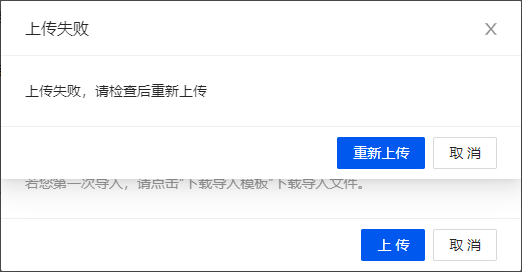 上传失败
上传失败，请检查后重新上传
重新上传 取 消
若您第一次导入，请点击"下载导入模板"下载导入文件。
上 传 取 消